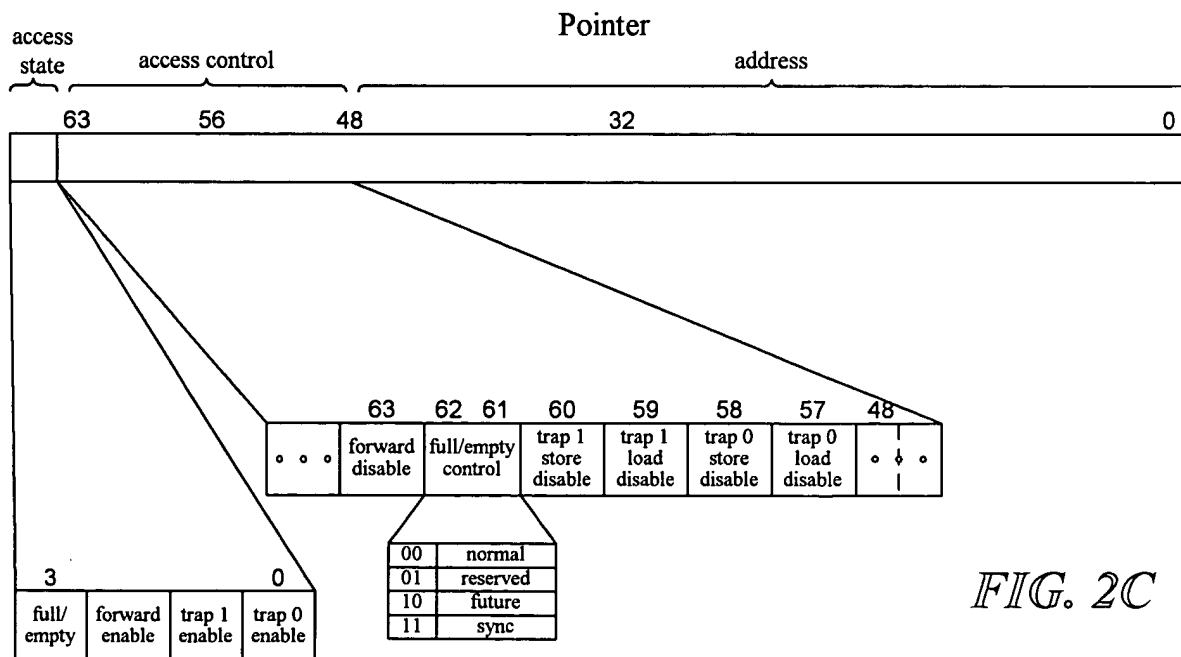 Pointer
access
state
access control
address
63 56 48 32 0
63 62 61 60 59 58 57 48
forward
disable
full/empty
control
trap 1
store
disable
trap 1
load
disable
trap 0
store
disable
trap 0
load
disable
00 normal
01 reserved
10 future
11 sync
3 0
full/
empty
forward
enable
trap 1
enable
trap 0
enable
FIG. 2C